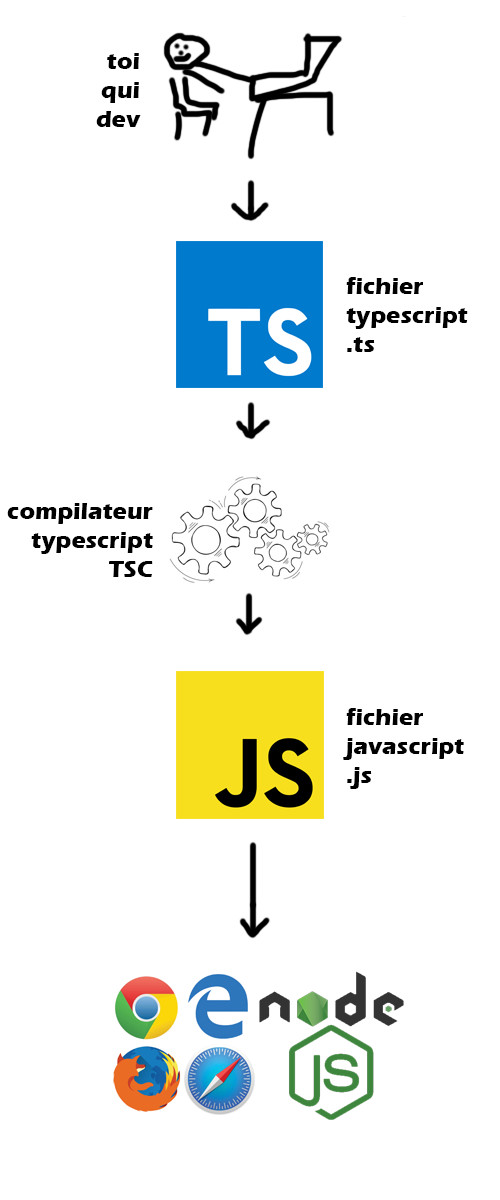 toi
qui
dev
TS
fichier
typescript
.ts
compilateur
typescript
TSC
JS
fichier
javascript
.js
node
JS